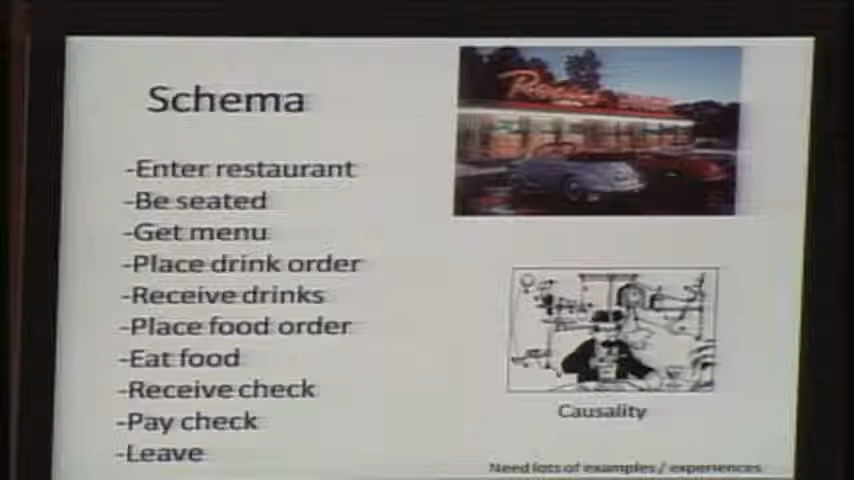 Schema
-Enter restaurant
-Be seated
-Get menu
-Place drink order
-Receive drinks
-Place food order
-Eat food
-Receive check
-Pay check
-Leave
Causality
Need lots of examples / experiences